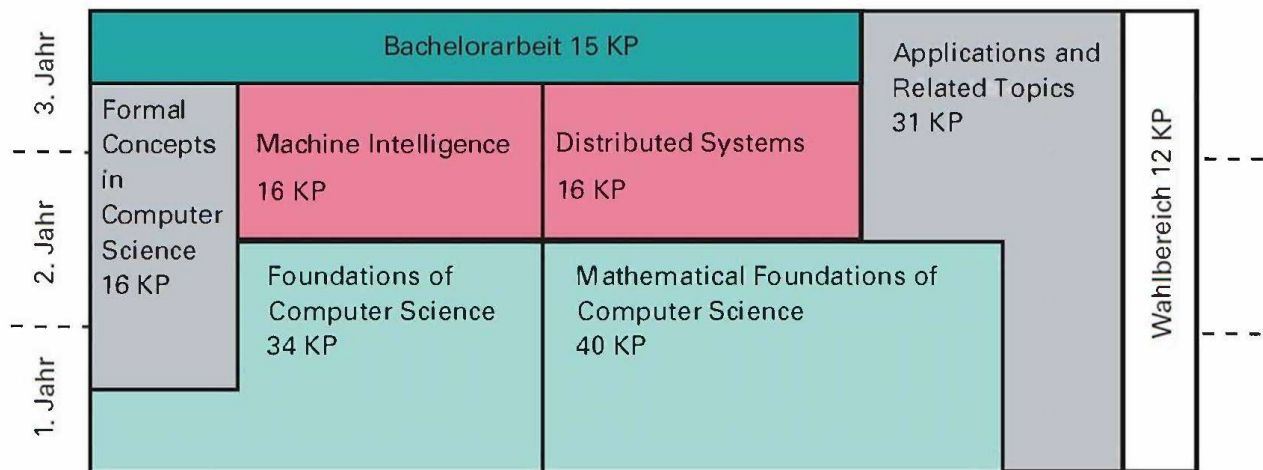 3. Jahr
2. Jahr
1. Jahr
Bachelorarbeit 15 KP
Formal
Concepts
in
Computer
Science
16 KP
Machine Intelligence
16 KP
Distributed Systems
16 KP
Applications and
Related Topics
31 KP
Foundations of
Computer Science
34 KP
Mathematical Foundations of
Computer Science
40 KP
Wahlbereich 12 KP